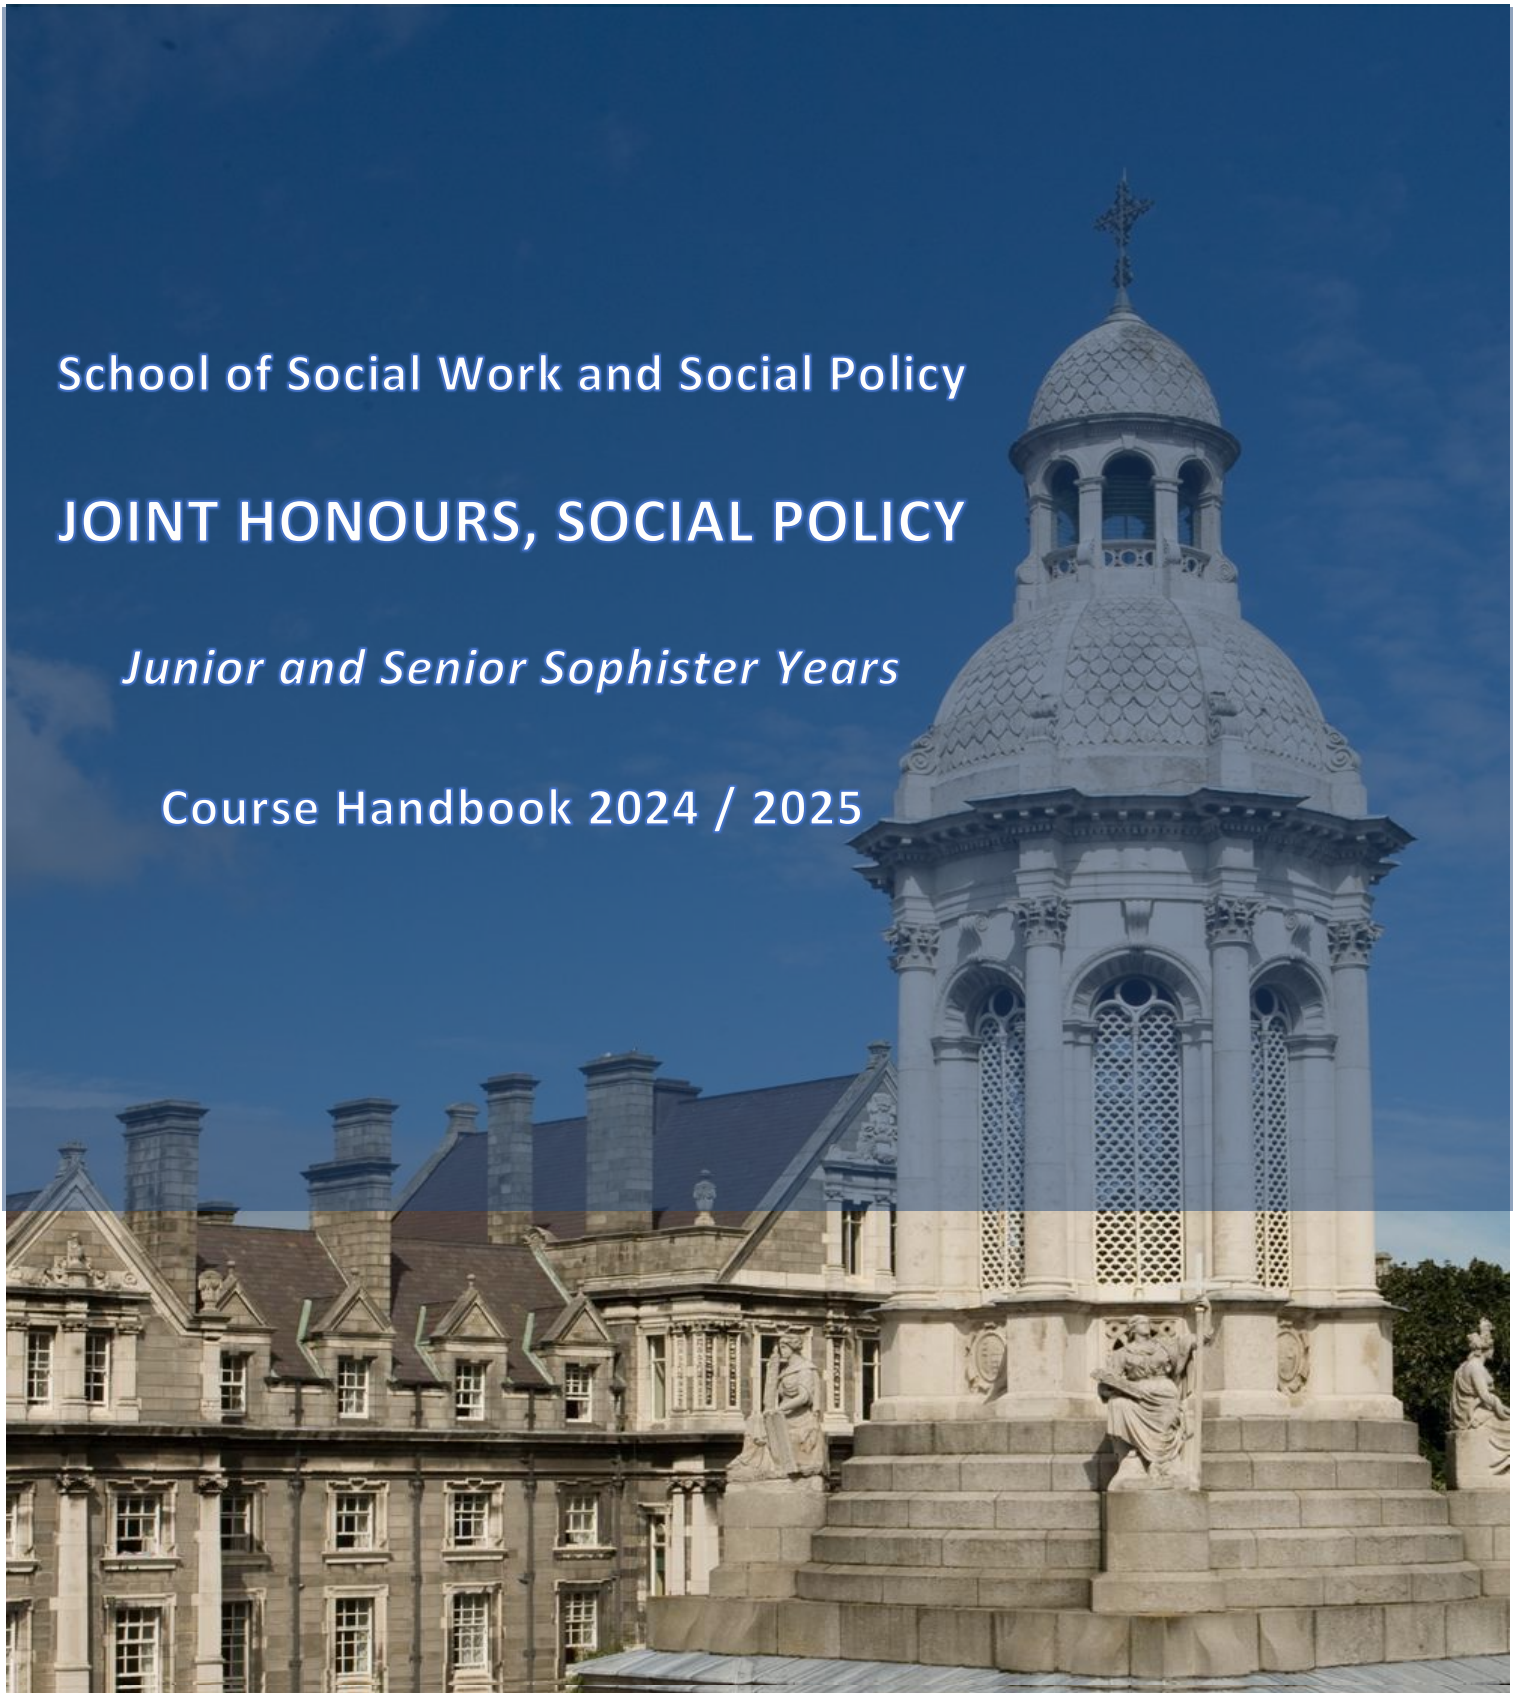 School of Social Work and Social Policy
JOINT HONOURS, SOCIAL POLICY
Junior and Senior Sophister Years
Course Handbook 2024 / 2025